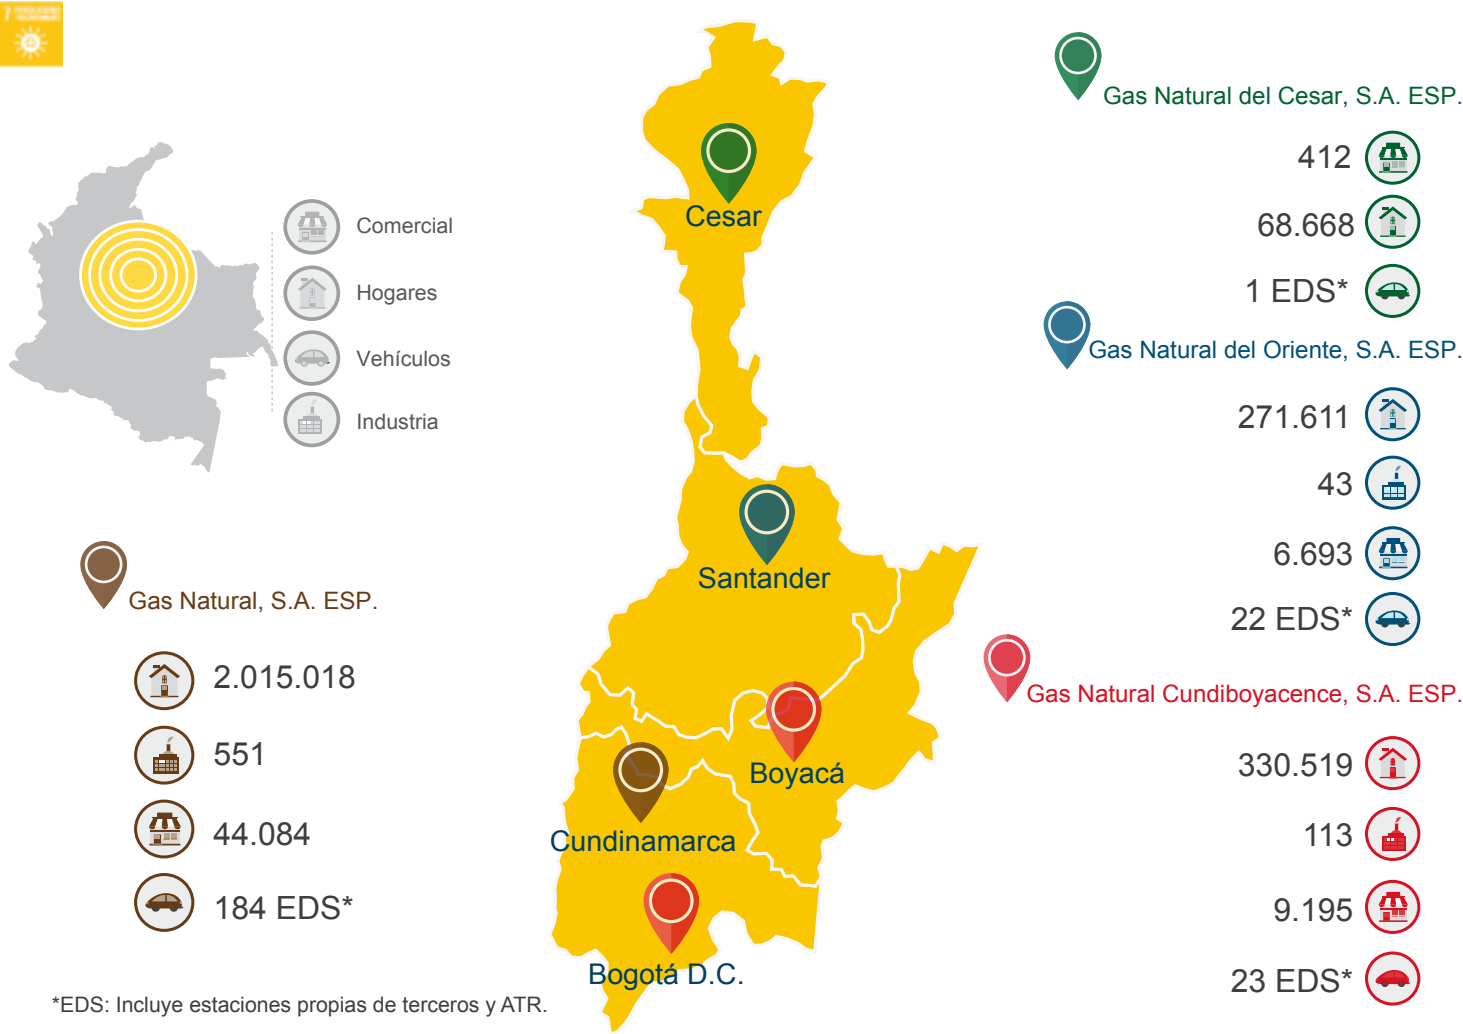 Comercial
Hogares
Vehículos
Industria
Gas Natural, S.A. ESP.
2.015.018
551
44.084
184 EDS*
*EDS: Incluye estaciones propias de terceros y ATR.
Cesar
Santander
Boyacá
Cundinamarca
Bogotá D.C.
Gas Natural del Cesar, S.A. ESP.
412
68.668
1 EDS*
Gas Natural del Oriente, S.A. ESP.
271.611
43
6.693
22 EDS*
Gas Natural Cundiboyacence, S.A. ESP.
330.519
113
9.195
23 EDS*